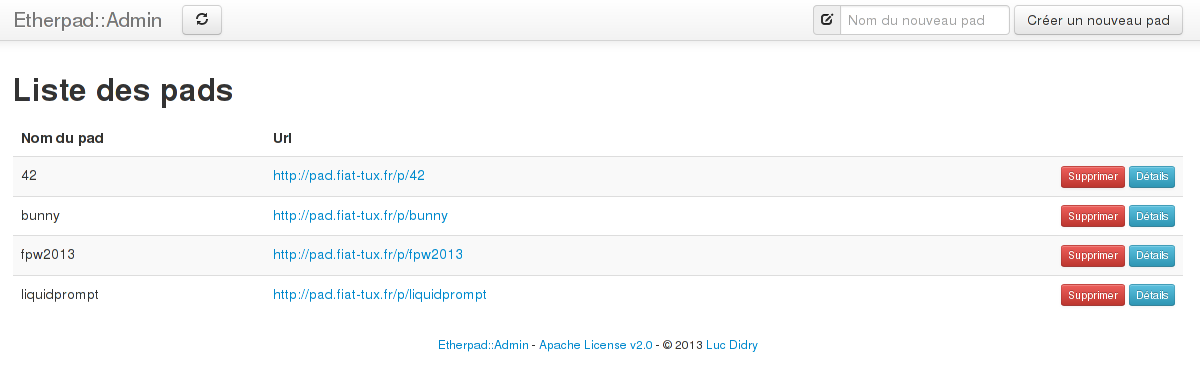 Etherpad::Admin Nom du nouveau pad Créer un nouveau pad
Liste des pads
Nom du pad Url
42 http://pad.fiat-tux.fr/p/42 Supprimer Détails
bunny http://pad.fiat-tux.fr/p/bunny Supprimer Détails
fpw2013 http://pad.fiat-tux.fr/p/fpw2013 Supprimer Détails
liquidprompt http://pad.fiat-tux.fr/p/liquidprompt Supprimer Détails
Etherpad::Admin - Apache License v2.0 - © 2013 Luc Didry